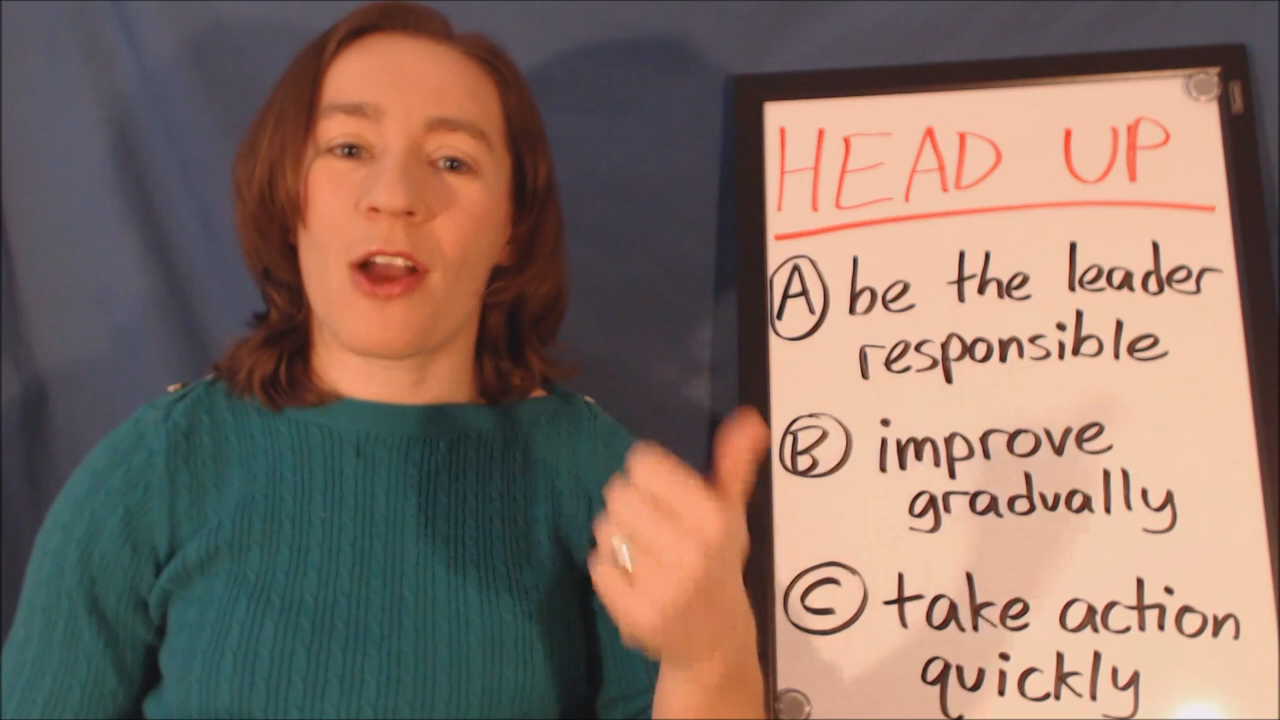 HEAD UP
Ⓐ be the leader
responsible
Ⓑ improve
gradually
Ⓒ take action
quickly